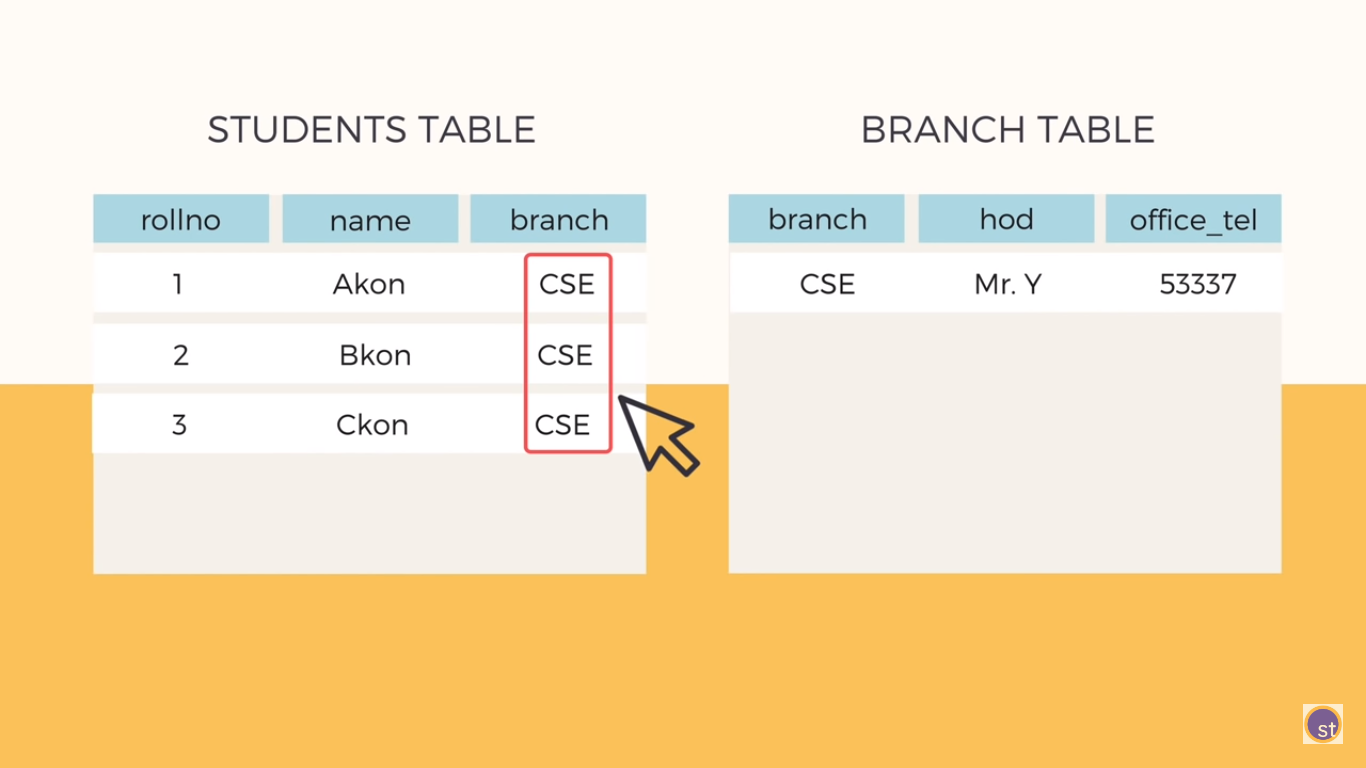 STUDENTS TABLE
rollno name branch
1 Akon CSE
2 Bkon CSE
3 Ckon CSE
BRANCH TABLE
branch hod office_tel
CSE Mr. Y 53337
st